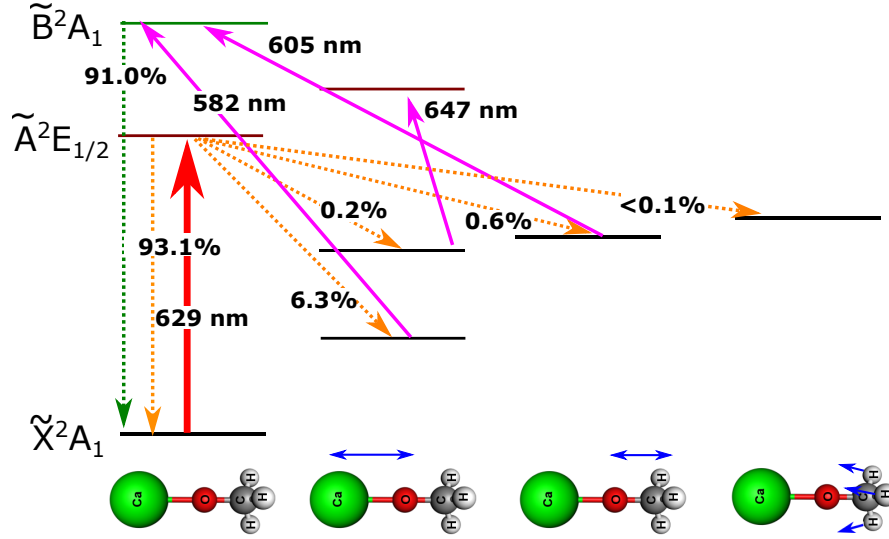 B̃²A₁
605 nm
91.0%
582 nm
647 nm
òE₁/₂
0.2%
0.6%
<0.1%
93.1%
6.3%
629 nm
X̃²A₁
Ca O C H H H
Ca O C H H H
Ca O C H H H
Ca O C H H H